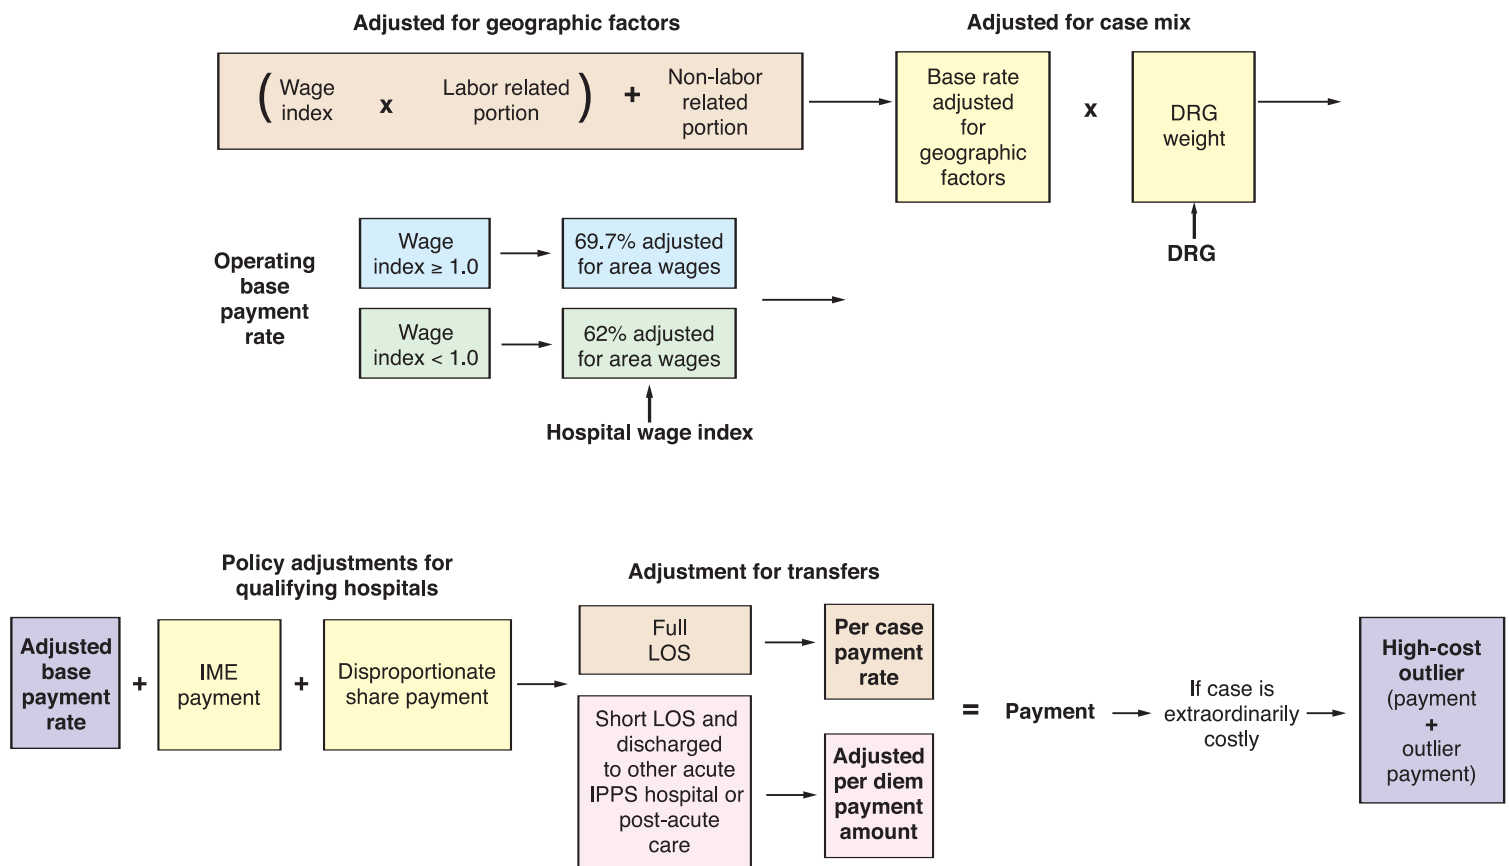 Adjusted for geographic factors
Adjusted for case mix
( Wage
index
x
Labor related
portion )
+
Non-labor
related
portion
Base rate
adjusted
for
geographic
factors
x
DRG
weight
DRG
Operating
base
payment
rate
Wage
index ≥ 1.0
69.7% adjusted
for area wages
Wage
index < 1.0
62% adjusted
for area wages
Hospital wage index
Policy adjustments for
qualifying hospitals
Adjustment for transfers
Adjusted
base
payment
rate
+
IME
payment
+
Disproportionate
share payment
Full
LOS
Per case
payment
rate
Short LOS and
discharged
to other acute
IPPS hospital or
post-acute
care
Adjusted
per diem
payment
amount
=
Payment
If case is
extraordinarily
costly
High-cost
outlier
(payment
+
outlier
payment)